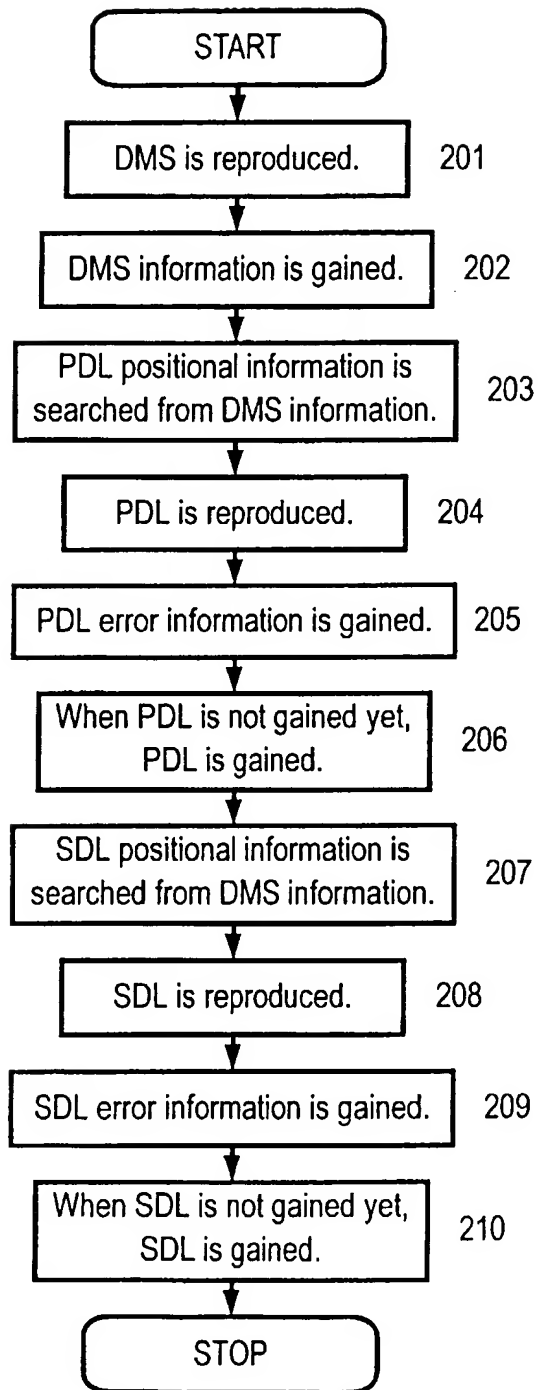 START
DMS is reproduced. 201
DMS information is gained. 202
PDL positional information is
searched from DMS information. 203
PDL is reproduced. 204
PDL error information is gained. 205
When PDL is not gained yet,
PDL is gained. 206
SDL positional information is
searched from DMS information. 207
SDL is reproduced. 208
SDL error information is gained. 209
When SDL is not gained yet,
SDL is gained. 210
STOP